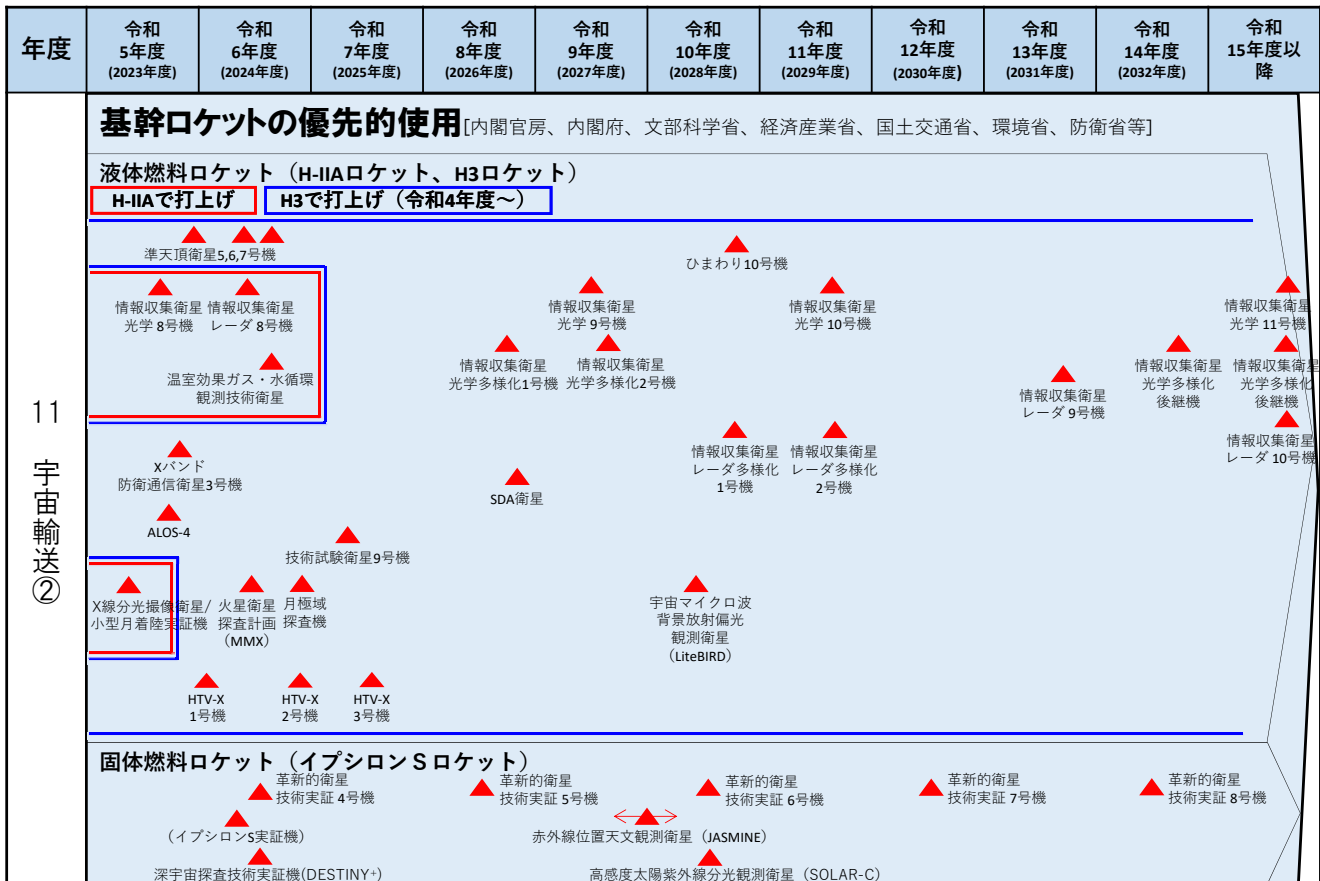 年度
令和
5年度
(2023年度)
令和
6年度
(2024年度)
令和
7年度
(2025年度)
令和
8年度
(2026年度)
令和
9年度
(2027年度)
令和
10年度
(2028年度)
令和
11年度
(2029年度)
令和
12年度
(2030年度)
令和
13年度
(2031年度)
令和
14年度
(2032年度)
令和
15年度以
降
11 宇宙輸送②
基幹ロケットの優先的使用[内閣官房、内閣府、文部科学省、経済産業省、国土交通省、環境省、防衛省等]
液体燃料ロケット（H-IIAロケット、H3ロケット）
H-IIAで打上げ
H3で打上げ（令和4年度～）
準天頂衛星5,6,7号機
ひまわり10号機
情報収集衛星
光学 8号機
情報収集衛星
レーダ 8号機
情報収集衛星
光学 9号機
情報収集衛星
光学 10号機
情報収集衛星
光学 11号機
温室効果ガス・水循環
観測技術衛星
情報収集衛星
光学多様化1号機
情報収集衛星
光学多様化2号機
情報収集衛星
レーダ 9号機
情報収集衛星
光学多様化
後継機
情報収集衛星
光学多様化
後継機
Xバンド
防衛通信衛星3号機
SDA衛星
情報収集衛星
レーダ多様化
1号機
情報収集衛星
レーダ多様化
2号機
情報収集衛星
レーダ 10号機
ALOS-4
技術試験衛星9号機
X線分光撮像衛星/
小型月着陸実証機
火星衛星
探査計画
（MMX）
月極域
探査機
宇宙マイクロ波
背景放射偏光
観測衛星
（LiteBIRD）
HTV-X
1号機
HTV-X
2号機
HTV-X
3号機
固体燃料ロケット（イプシロンＳロケット）
革新的衛星
技術実証 4号機
革新的衛星
技術実証 5号機
革新的衛星
技術実証 6号機
革新的衛星
技術実証 7号機
革新的衛星
技術実証 8号機
（イプシロンS実証機）
赤外線位置天文観測衛星（JASMINE）
深宇宙探査技術実証機(DESTINY+)
高感度太陽紫外線分光観測衛星（SOLAR-C）